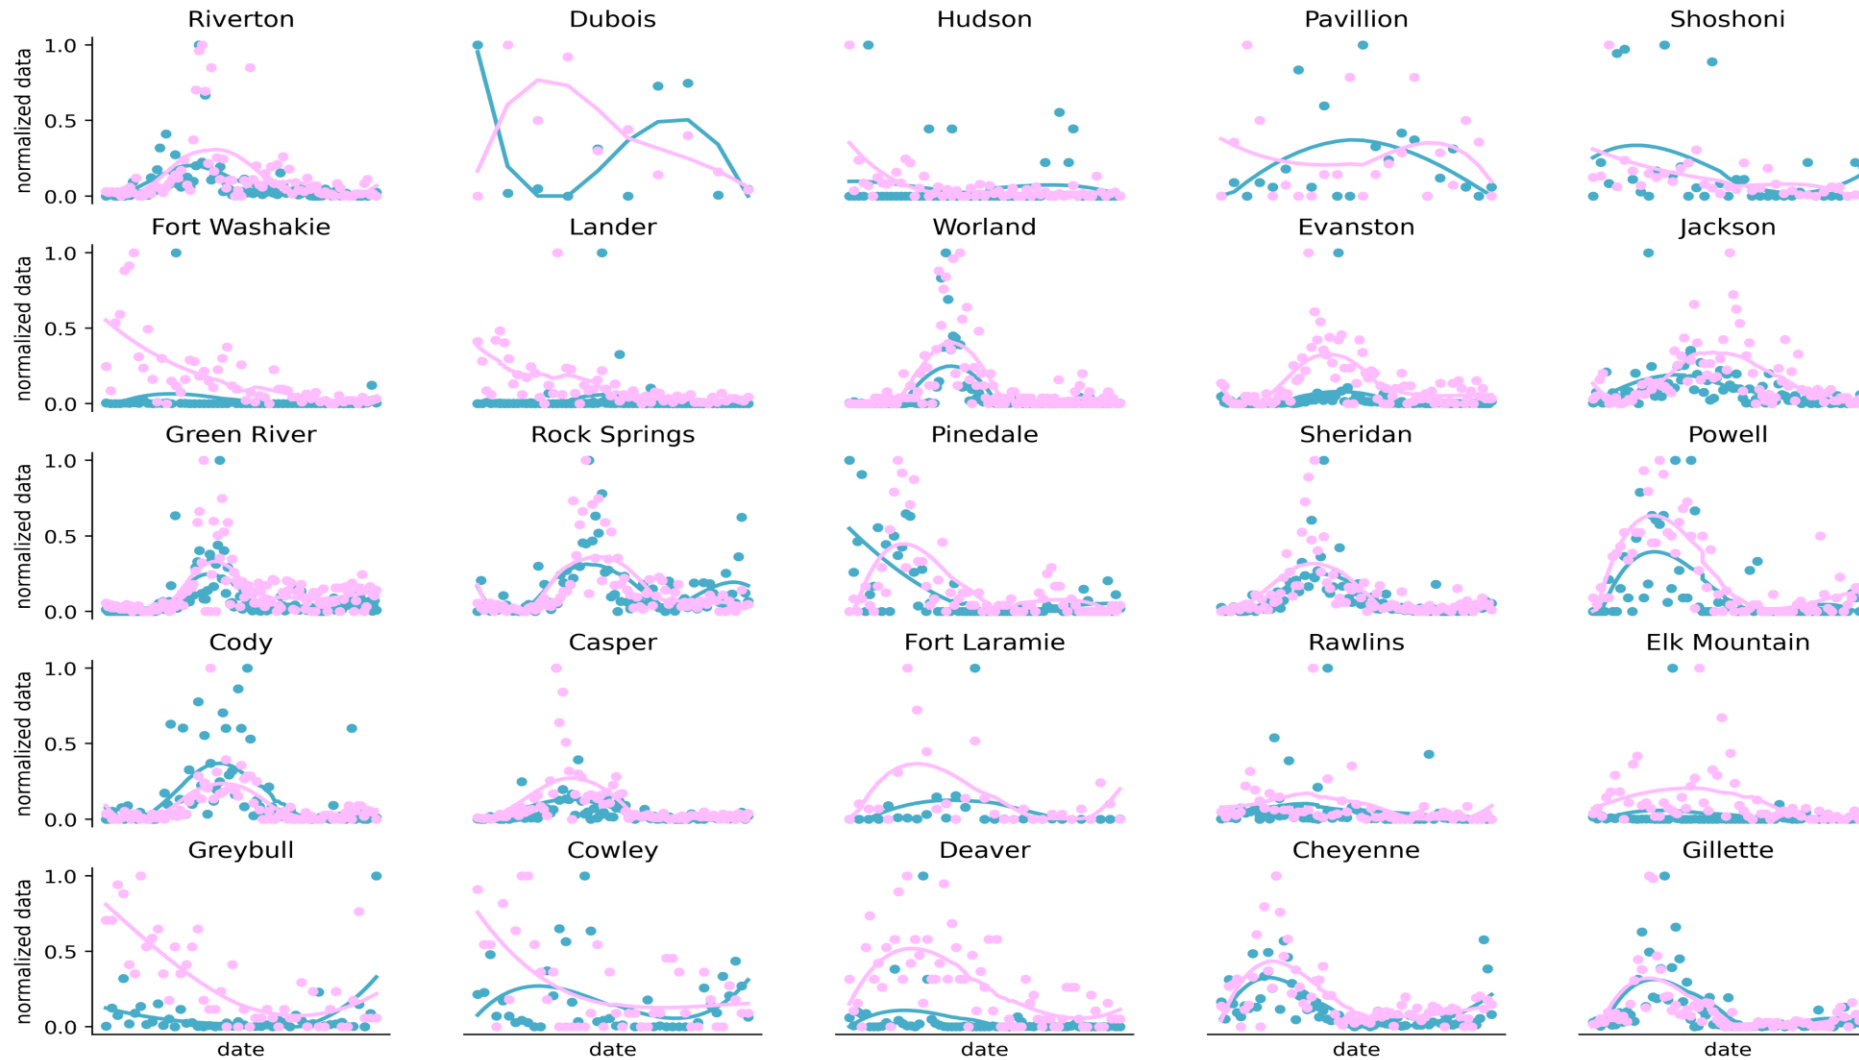 Riverton Dubois Hudson Pavillion Shoshoni
1.0
0.5
0.0
normalized data
Fort Washakie Lander Worland Evanston Jackson
1.0
0.5
0.0
normalized data
Green River Rock Springs Pinedale Sheridan Powell
1.0
0.5
0.0
normalized data
Cody Casper Fort Laramie Rawlins Elk Mountain
1.0
0.5
0.0
normalized data
Greybull Cowley Deaver Cheyenne Gillette
1.0
0.5
0.0
normalized data
date date date date date